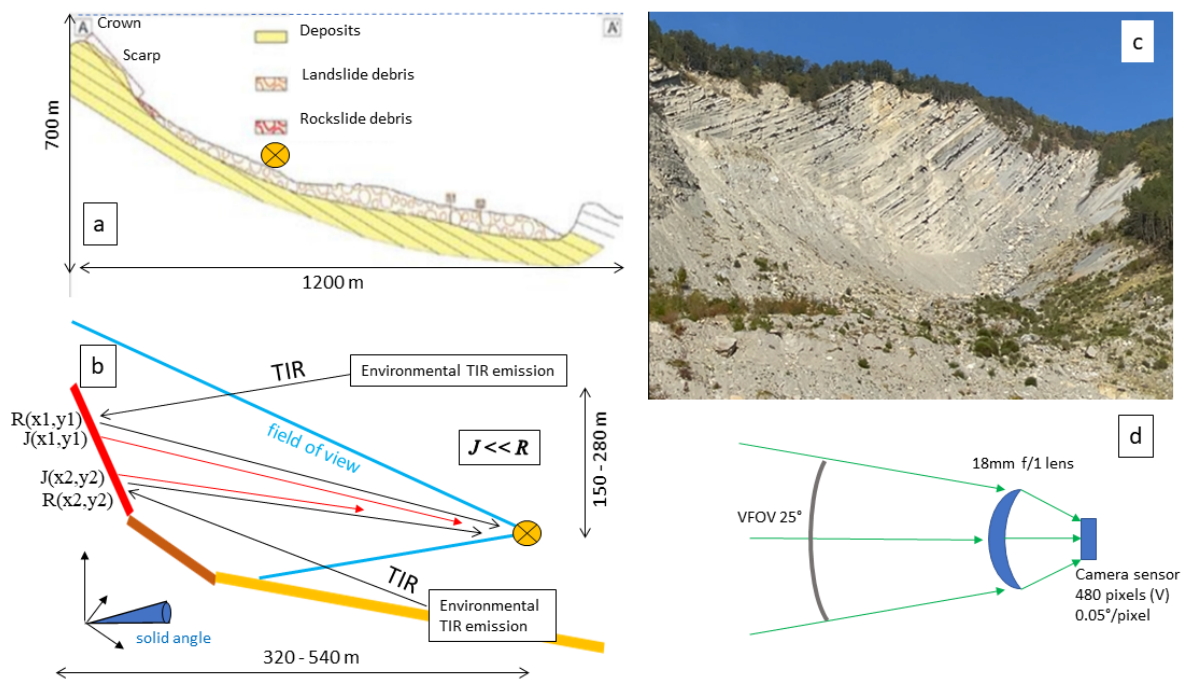 A
Crown
Scarp
Deposits
Landslide debris
Rockslide debris
A'
700 m
a
1200 m
b
TIR
Environmental TIR emission
R(x1,y1)
J(x1,y1)
field of view
J << R
150 - 280 m
J(x2,y2)
R(x2,y2)
TIR
Environmental
TIR emission
solid angle
320 - 540 m
c
d
18mm f/1 lens
VFOV 25°
Camera sensor
480 pixels (V)
0.05°/pixel